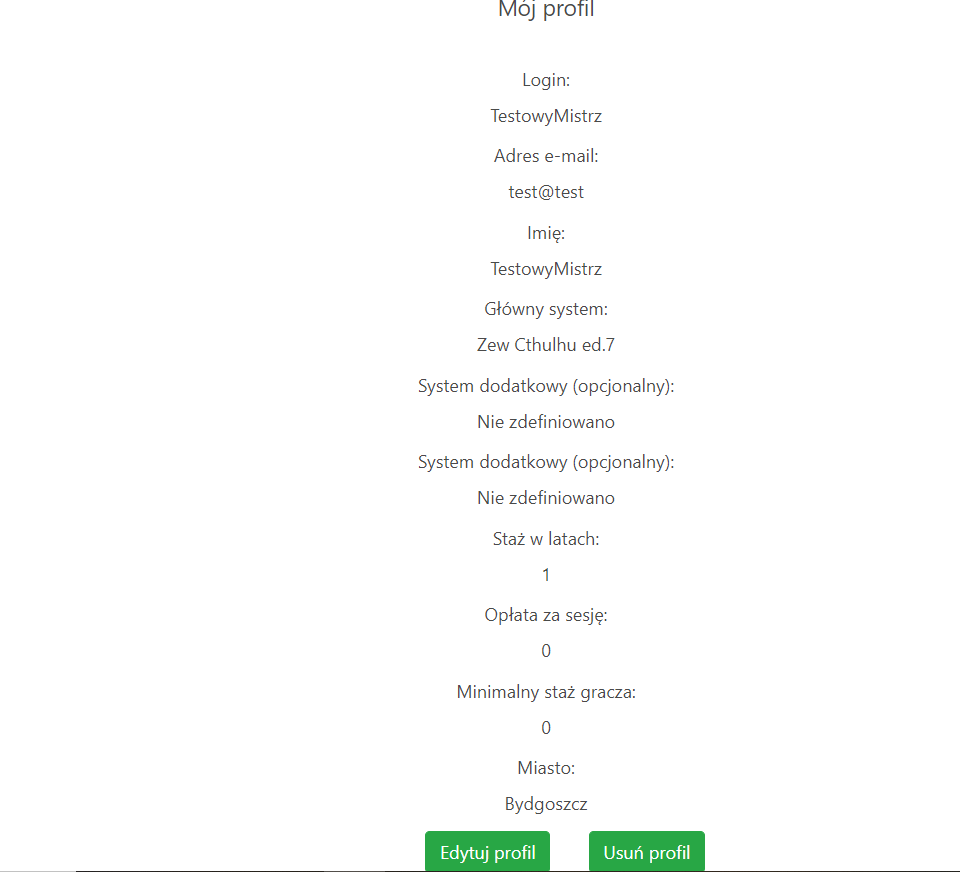 Mój profil
Login:
TestowyMistrz
Adres e-mail:
test@test
Imię:
TestowyMistrz
Główny system:
Zew Cthulhu ed.7
System dodatkowy (opcjonalny):
Nie zdefiniowano
System dodatkowy (opcjonalny):
Nie zdefiniowano
Staż w latach:
1
Opłata za sesję:
0
Minimalny staż gracza:
0
Miasto:
Bydgoszcz
Edytuj profil
Usuń profil